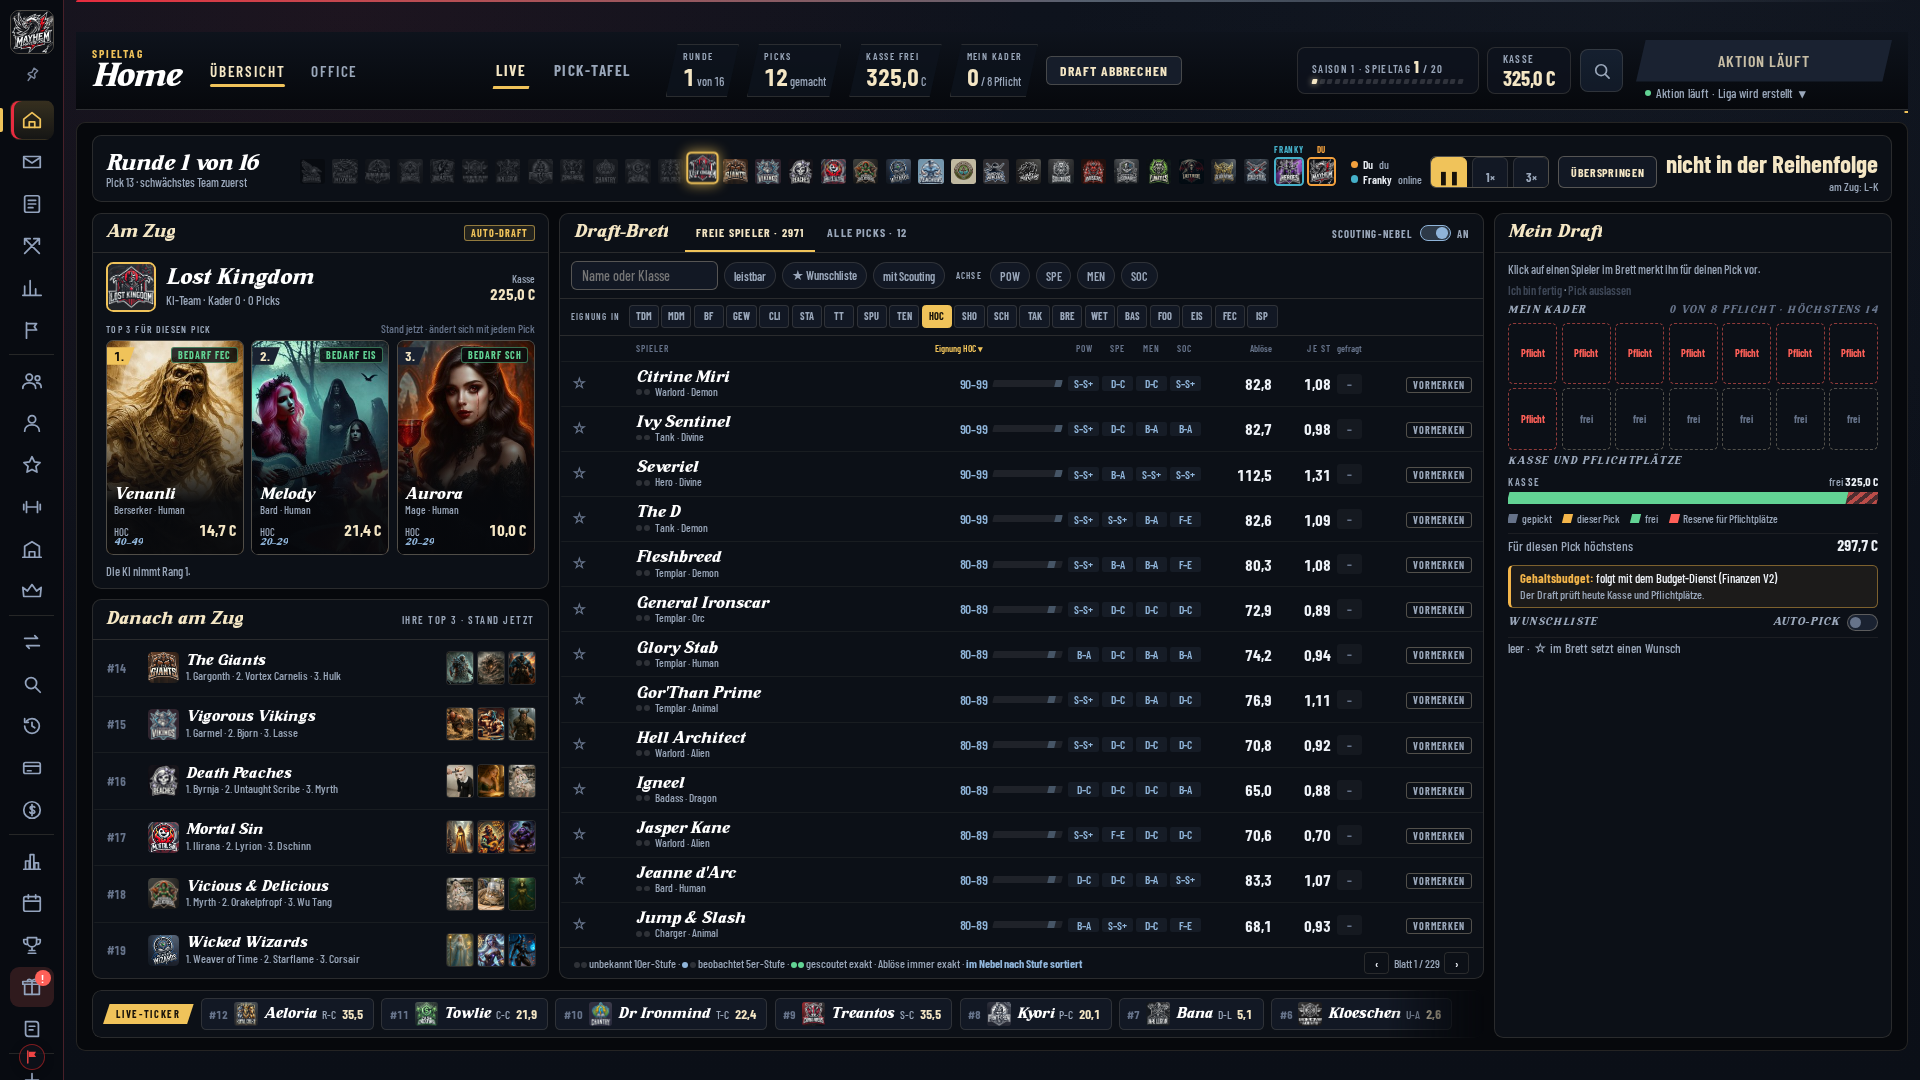 SPIELTAG
Home
ÜBERSICHT
OFFICE
LIVE
PICK-TAFEL
RUNDE
1 von 16
PICKS
12 gemacht
KASSE FREI
325,0 C
MEIN KADER
0 / 8 Pflicht
DRAFT ABBRECHEN
SAISON 1 · SPIELTAG 1 / 20
KASSE
325,0 C
AKTION LÄUFT
Aktion läuft · Liga wird erstellt ▼
Runde 1 von 16
Pick 13 · schwächstes Team zuerst
FRANKY
DU
Du du
Franky online
1×
3×
ÜBERSPRINGEN
nicht in der Reihenfolge
am Zug: L-K
Am Zug
AUTO-DRAFT
Lost Kingdom
KI-Team · Kader 0 · 0 Picks
Kasse
225,0 C
TOP 3 FÜR DIESEN PICK
Stand jetzt · ändert sich mit jedem Pick
1.
BEDARF FEC
Venanli
Berserker · Human
HOC
40–49
14,7 C
2.
BEDARF EIS
Melody
Bard · Human
HOC
20–29
21,4 C
3.
BEDARF SCH
Aurora
Mage · Human
HOC
20–29
10,0 C
Die KI nimmt Rang 1.
Danach am Zug
IHRE TOP 3 · STAND JETZT
#14
The Giants
1. Gargonth · 2. Vortex Carnelis · 3. Hulk
#15
Vigorous Vikings
1. Garmel · 2. Bjorn · 3. Lasse
#16
Death Peaches
1. Byrnja · 2. Untaught Scribe · 3. Myrth
#17
Mortal Sin
1. Ilirana · 2. Lyrion · 3. Dschinn
#18
Vicious & Delicious
1. Myrth · 2. Orakelpfropf · 3. Wu Tang
#19
Wicked Wizards
1. Weaver of Time · 2. Starflame · 3. Corsair
Draft-Brett
FREIE SPIELER · 2971
ALLE PICKS · 12
SCOUTING-NEBEL
AN
Name oder Klasse
leistbar
★ Wunschliste
mit Scouting
ACHSE
POW
SPE
MEN
SOC
EIGNUNG IN
TDM
MDM
BF
GEW
CLI
STA
TT
SPU
TEN
HOC
SHO
SCH
TAK
BRE
WET
BAS
FOO
EIS
FEC
ISP
SPIELER
Eignung HOC ▾
POW
SPE
MEN
SOC
Ablöse
JE ST
gefragt
☆ Citrine Miri 90–99 S–S+ D–C D–C S–S+ 82,8 1,08 – VORMERKEN
Warlord · Demon
☆ Ivy Sentinel 90–99 S–S+ D–C B–A B–A 82,7 0,98 – VORMERKEN
Tank · Divine
☆ Severiel 90–99 S–S+ B–A S–S+ S–S+ 112,5 1,31 – VORMERKEN
Hero · Divine
☆ The D 90–99 S–S+ S–S+ B–A F–E 82,6 1,09 – VORMERKEN
Tank · Demon
☆ Fleshbreed 80–89 S–S+ B–A B–A F–E 80,3 1,08 – VORMERKEN
Templar · Demon
☆ General Ironscar 80–89 S–S+ D–C B–A D–C 72,9 0,89 – VORMERKEN
Templar · Orc
☆ Glory Stab 80–89 B–A D–C B–A B–A 74,2 0,94 – VORMERKEN
Templar · Human
☆ Gor'Than Prime 80–89 S–S+ D–C B–A D–C 76,9 1,11 – VORMERKEN
Templar · Animal
☆ Hell Architect 80–89 S–S+ D–C D–C D–C 70,8 0,92 – VORMERKEN
Warlord · Alien
☆ Igneel 80–89 D–C D–C D–C B–A 65,0 0,88 – VORMERKEN
Badass · Dragon
☆ Jasper Kane 80–89 S–S+ F–E D–C D–C 70,6 0,70 – VORMERKEN
Warlord · Alien
☆ Jeanne d'Arc 80–89 D–C D–C B–A S–S+ 83,3 1,07 – VORMERKEN
Bard · Human
☆ Jump & Slash 80–89 B–A S–S+ D–C F–E 68,1 0,93 – VORMERKEN
Charger · Animal
unbekannt 10er-Stufe · beobachtet 5er-Stufe · gescoutet exakt · Ablöse immer exakt · im Nebel nach Stufe sortiert
‹ Blatt 1 / 229 ›
Mein Draft
Klick auf einen Spieler im Brett merkt ihn für deinen Pick vor.
Ich bin fertig · Pick auslassen
MEIN KADER
0 VON 8 PFLICHT · HÖCHSTENS 14
Pflicht Pflicht Pflicht Pflicht Pflicht Pflicht Pflicht
Pflicht frei frei frei frei frei frei
KASSE UND PFLICHTPLÄTZE
KASSE
frei 325,0 C
gepickt
dieser Pick
frei
Reserve für Pflichtplätze
Für diesen Pick höchstens
297,7 C
Gehaltsbudget: folgt mit dem Budget-Dienst (Finanzen V2)
Der Draft prüft heute Kasse und Pflichtplätze.
WUNSCHLISTE
AUTO-PICK
leer · ☆ im Brett setzt einen Wunsch
LIVE-TICKER
#12 Aeloria R-C 35,5
#11 Towlie C-C 21,9
#10 Dr Ironmind T-C 22,4
#9 Treantos S-C 35,5
#8 Kyori P-C 20,1
#7 Bana D-L 5,1
#6 Kloeschen U-A 2,6